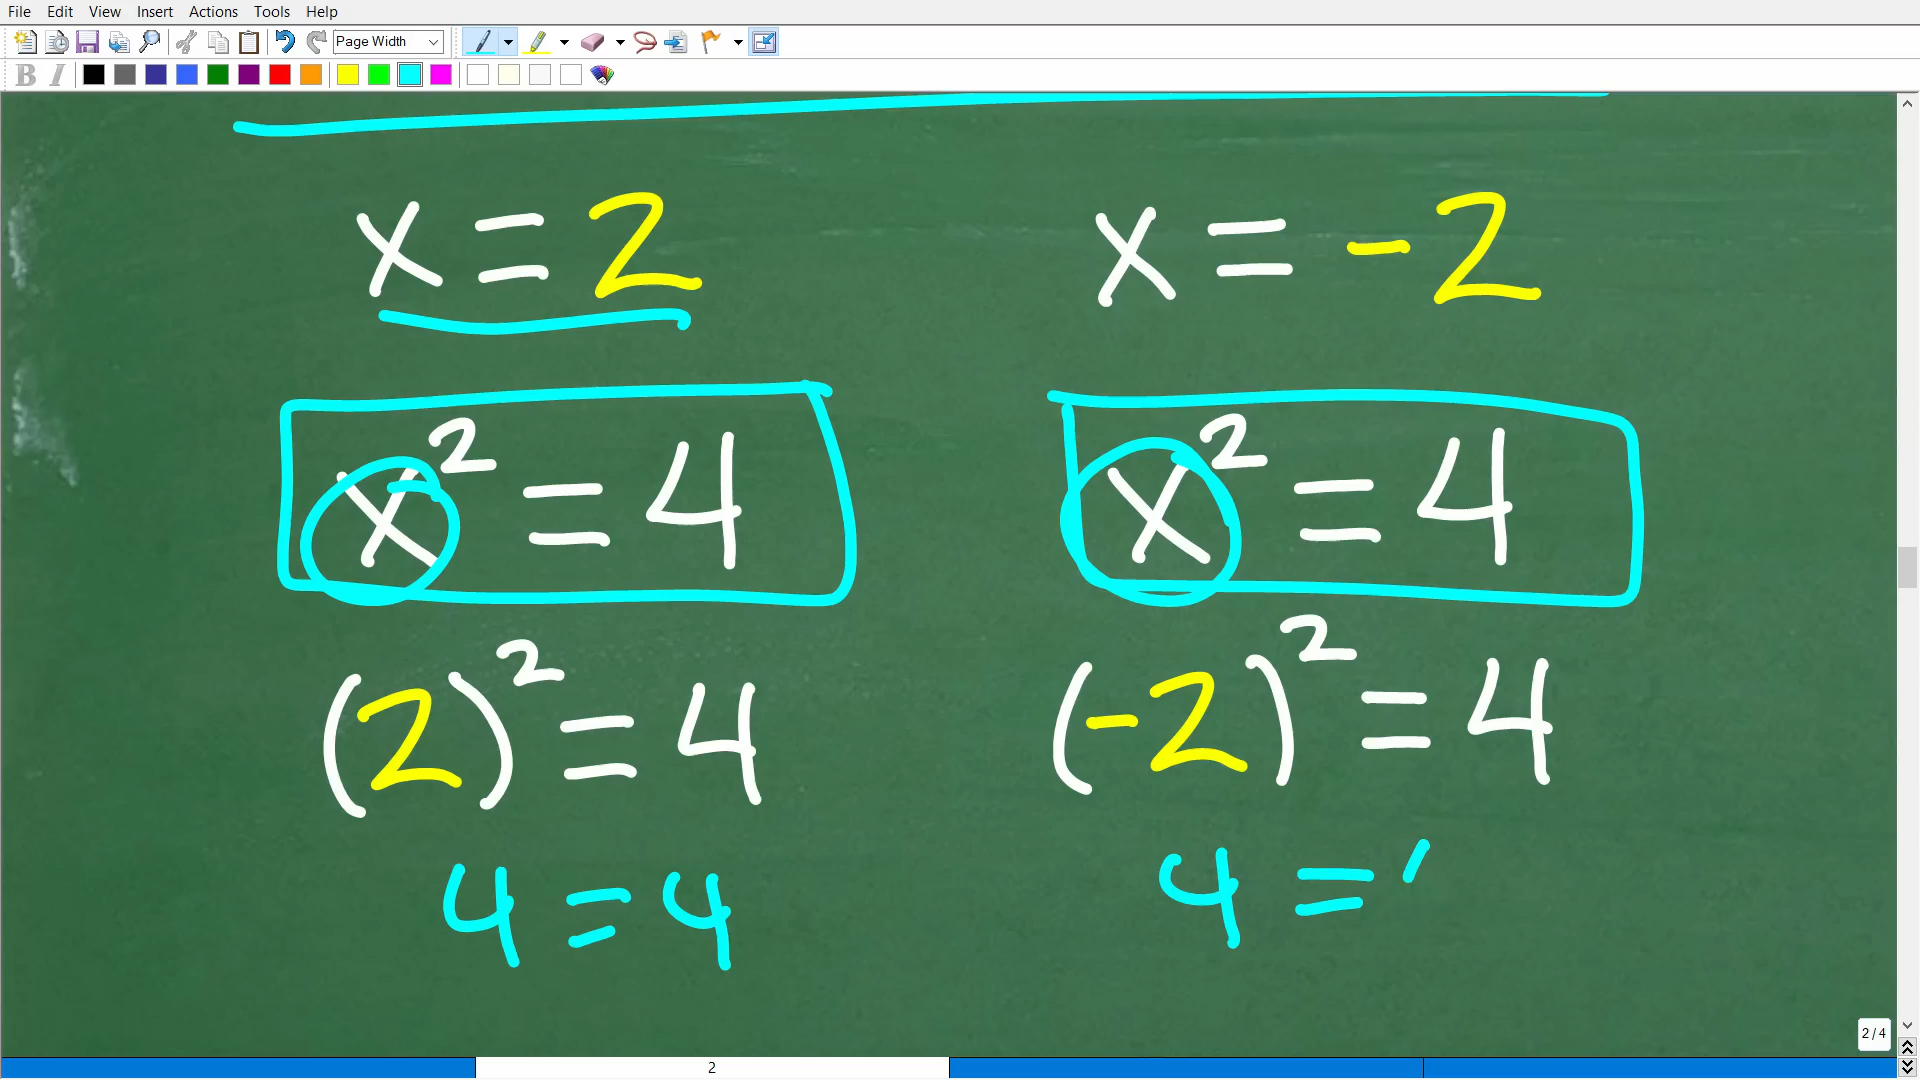 File Edit View Insert Actions Tools Help
Page Width
B I
x = 2
x = -2
x² = 4
x² = 4
(2)² = 4
(-2)² = 4
4 = 4
4 =
2 / 4
2